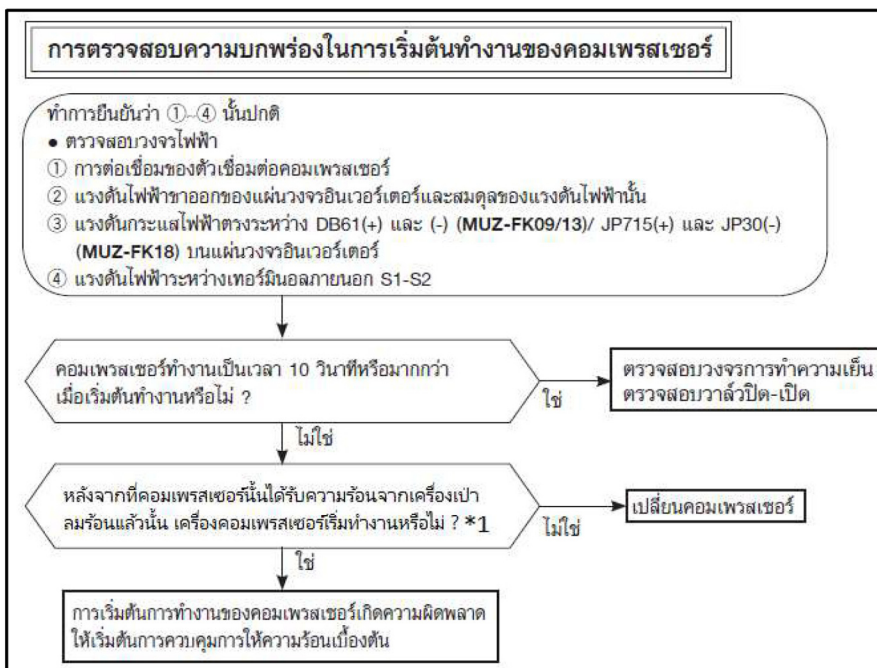 การตรวจสอบความบกพร่องในการเริ่มต้นทำงานของคอมเพรสเซอร์
ทำการยืนยันว่า ①~④ นั้นปกติ
● ตรวจสอบวงจรไฟฟ้า
① การต่อเชื่อมของตัวเชื่อมต่อคอมเพรสเซอร์
② แรงดันไฟฟ้าขาออกของแผ่นวงจรอินเวอร์เตอร์และสมดุลของแรงดันไฟฟ้านั้น
③ แรงดันกระแสไฟฟ้าตรงระหว่าง DB61(+) และ (-) (MUZ-FK09/13)/ JP715(+) และ JP30(-)
(MUZ-FK18) บนแผ่นวงจรอินเวอร์เตอร์
④ แรงดันไฟฟ้าระหว่างเทอร์มินอลภายนอก S1-S2
คอมเพรสเซอร์ทำงานเป็นเวลา 10 วินาทีหรือมากกว่า
เมื่อเริ่มต้นทำงานหรือไม่ ?
ใช่
ตรวจสอบวงจรการทำความเย็น
ตรวจสอบวาล์วปิด-เปิด
ไม่ใช่
หลังจากที่คอมเพรสเซอร์นั้นได้รับความร้อนจากเครื่องเป่า
ลมร้อนแล้วนั้น เครื่องคอมเพรสเซอร์เริ่มทำงานหรือไม่ ? *1
ไม่ใช่
เปลี่ยนคอมเพวสเซอร์
ใช่
การเริ่มต้นการทำงานของคอมเพรสเซอร์เกิดความผิดพลาด
ให้เริ่มต้นการควบคุมการให้ความร้อนเบื้องต้น